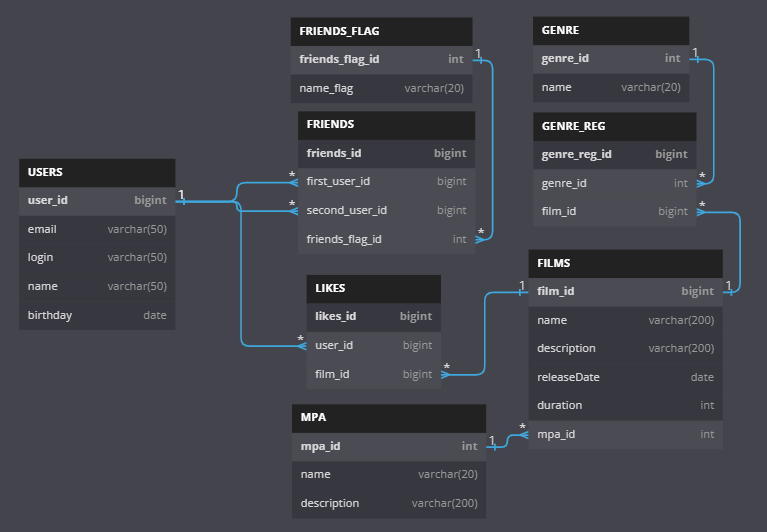 FRIENDS_FLAG
friends_flag_id int
name_flag varchar(20)
GENRE
genre_id int
name varchar(20)
FRIENDS
friends_id bigint
first_user_id bigint
second_user_id bigint
friends_flag_id int
GENRE_REG
genre_reg_id bigint
genre_id int
film_id bigint
USERS
user_id bigint
email varchar(50)
login varchar(50)
name varchar(50)
birthday date
LIKES
likes_id bigint
user_id bigint
film_id bigint
FILMS
film_id bigint
name varchar(200)
description varchar(200)
releaseDate date
duration int
mpa_id int
MPA
mpa_id int
name varchar(20)
description varchar(200)
1
1
*
*
*
*
*
1
*
*
1
1
1
*